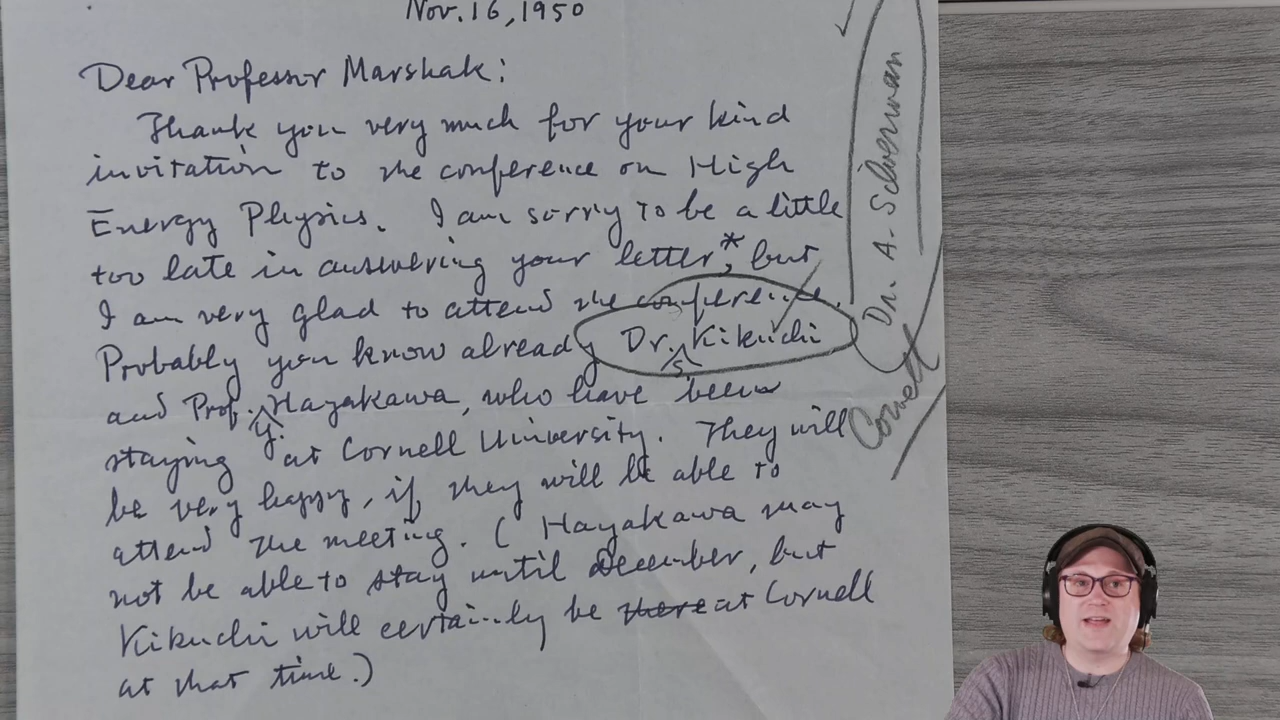 Nov. 16, 1950
Dear Professor Marshak:
Thank you very much for your kind
invitation to the conference on High
Energy Physics. I am sorry to be a little
too late in answering your letter*, but
I am very glad to attend the conference.
Probably you know already Dr. S. Kikuchi
and Prof. Y. Hayakawa, who have been
staying at Cornell University. They will
be very happy, if they will be able to
attend the meeting. (Hayakawa may
not be able to stay until December, but
Kikuchi will certainly be there at Cornell
at that time.)
Dr. A. Silverman
Cornell